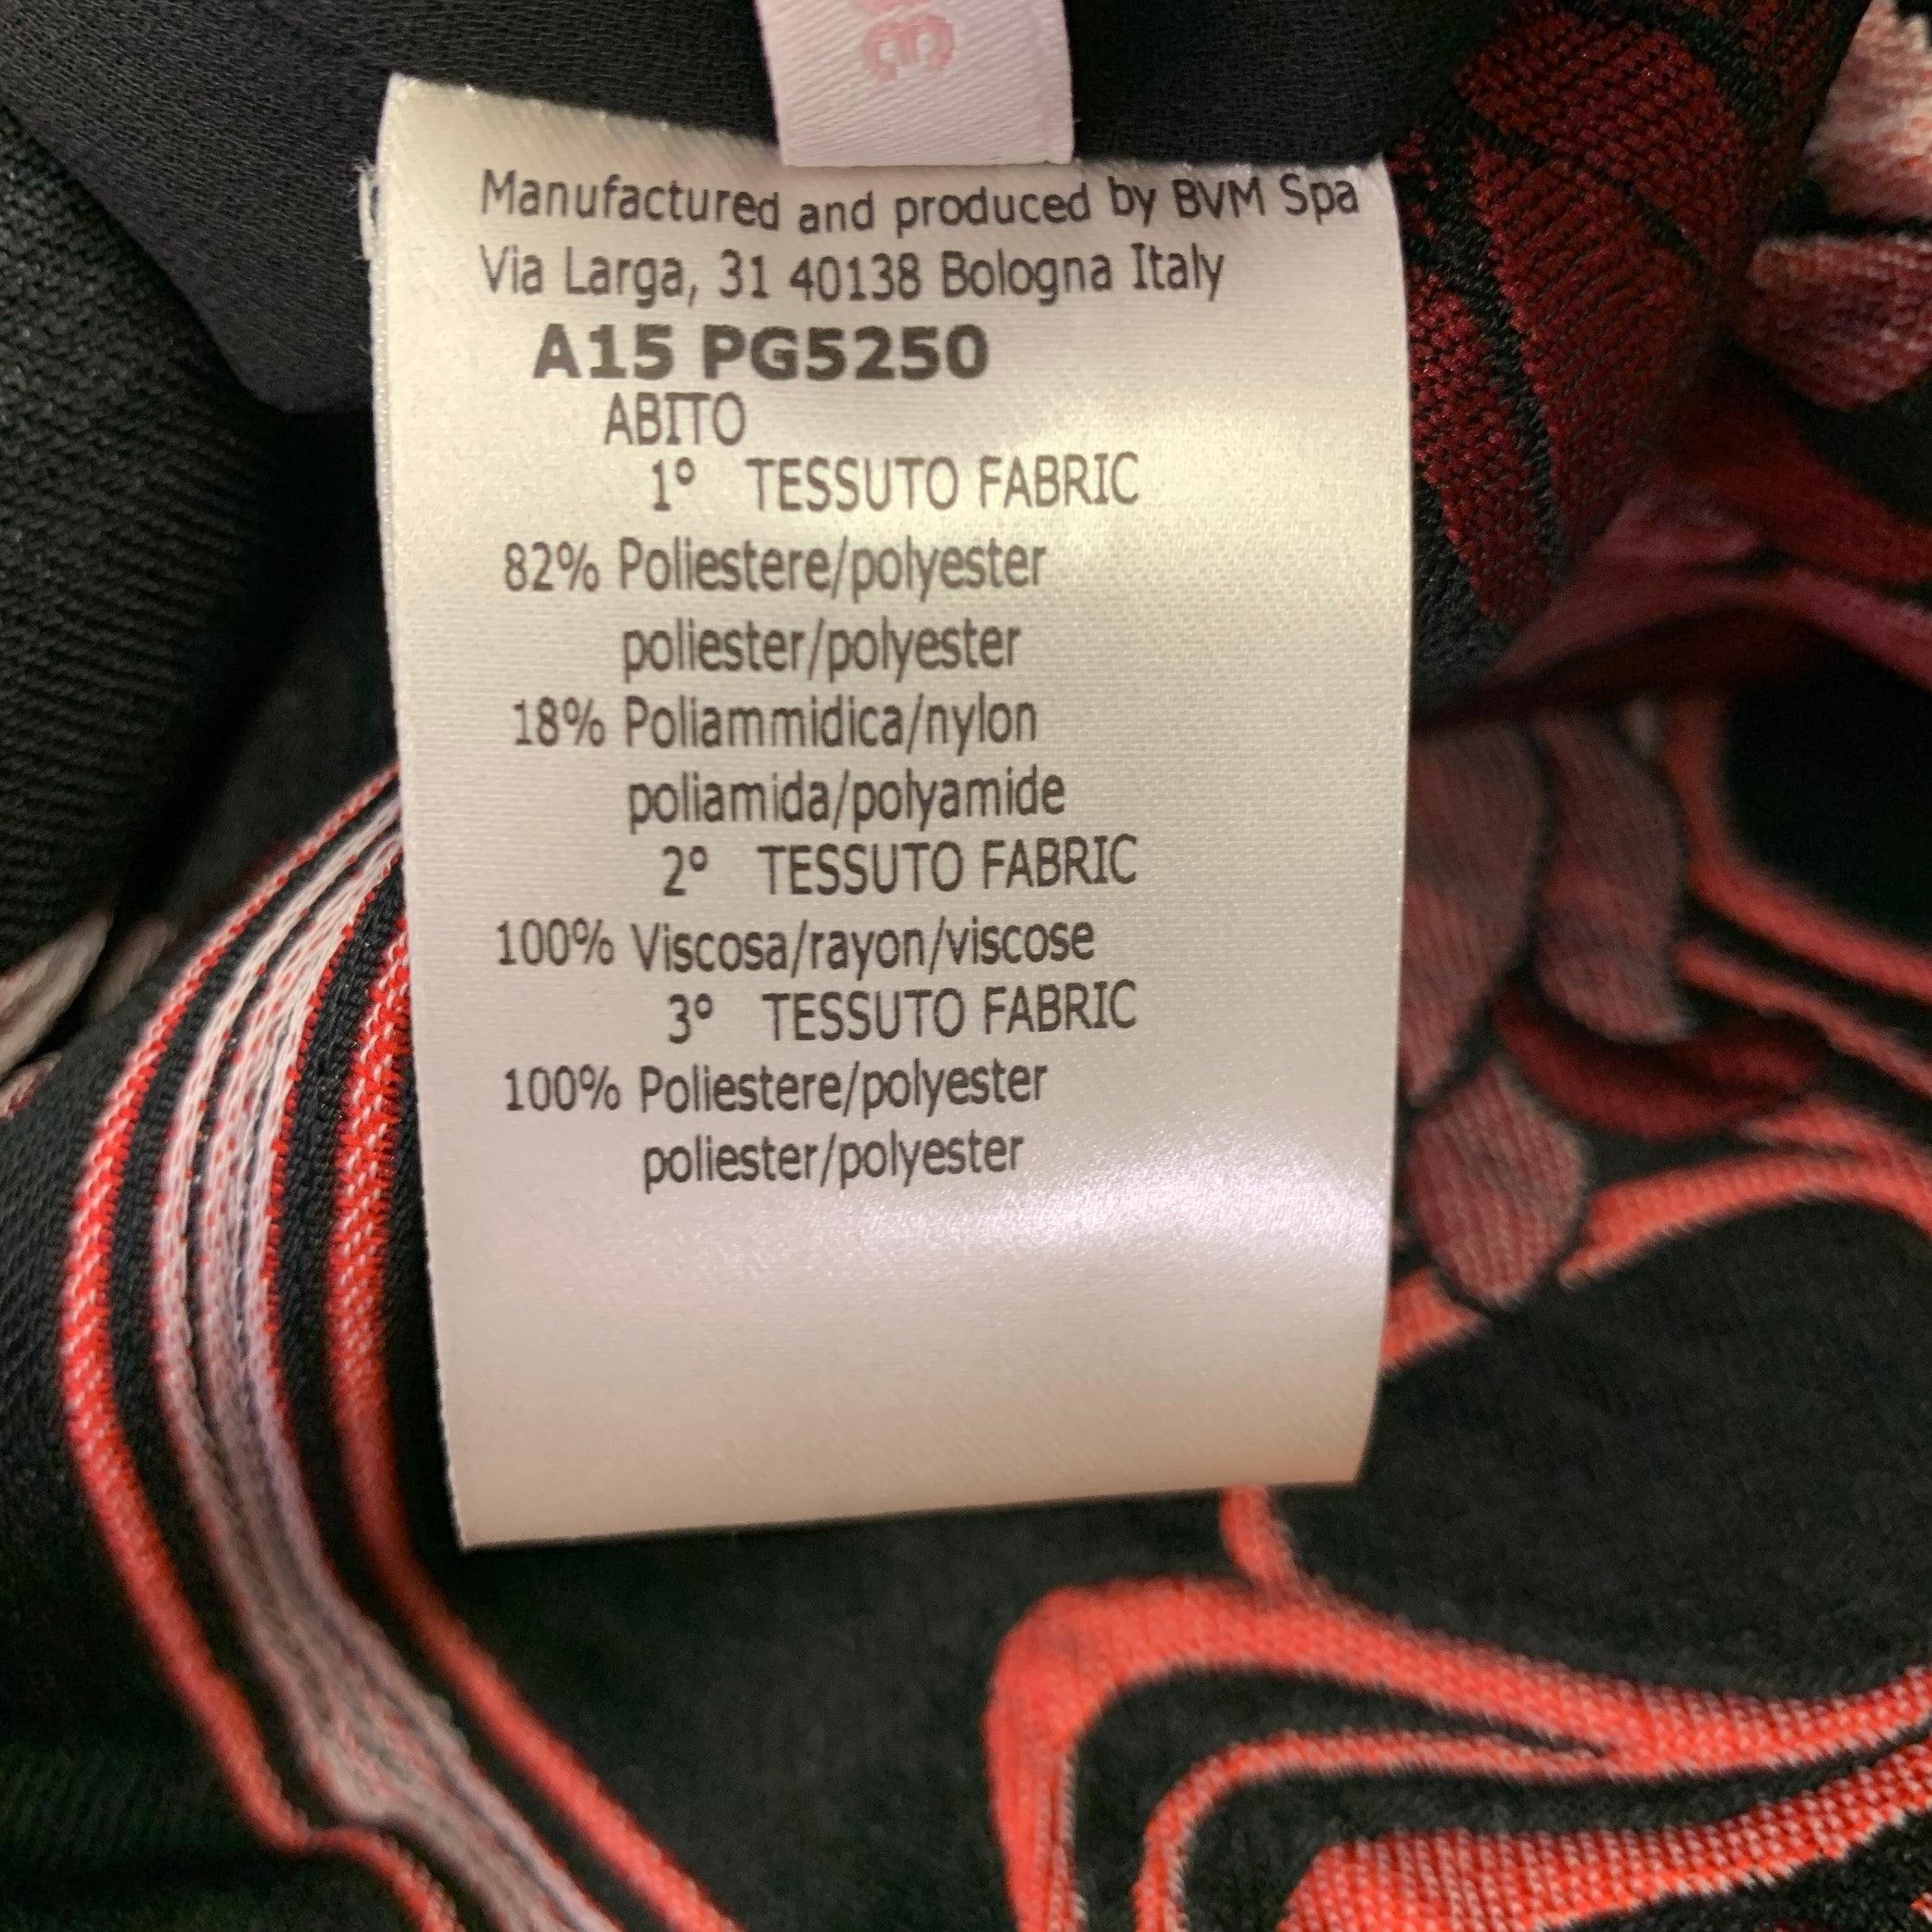 Manufactured and produced by BVM Spa
Via Larga, 31 40138 Bologna Italy
A15 PG5250
ABITO
1° TESSUTO FABRIC
82% Poliestere/polyester
poliester/polyester
18% Poliammidica/nylon
poliamida/polyamide
2° TESSUTO FABRIC
100% Viscosa/rayon/viscose
3° TESSUTO FABRIC
100% Poliestere/polyester
poliester/polyester